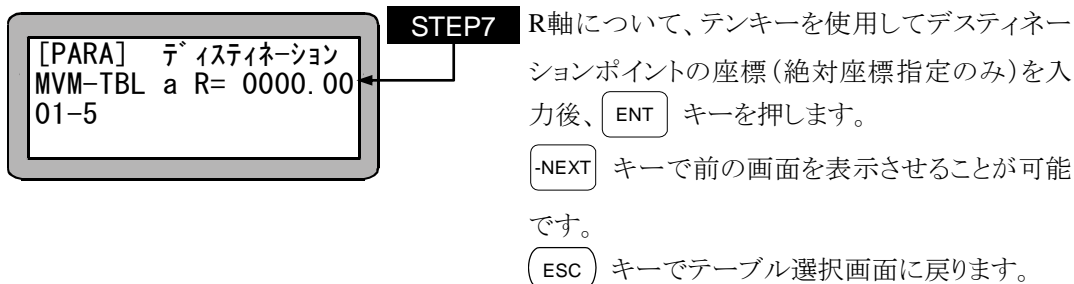 [PARA] ディスティネーション
MVM-TBL a R= 0000.00
01-5
STEP7
R軸について、テンキーを使用してデスティネー
ションポイントの座標(絶対座標指定のみ)を入
力後、 ENT キーを押します。
-NEXT キーで前の画面を表示させることが可能
です。
ESC キーでテーブル選択画面に戻ります。